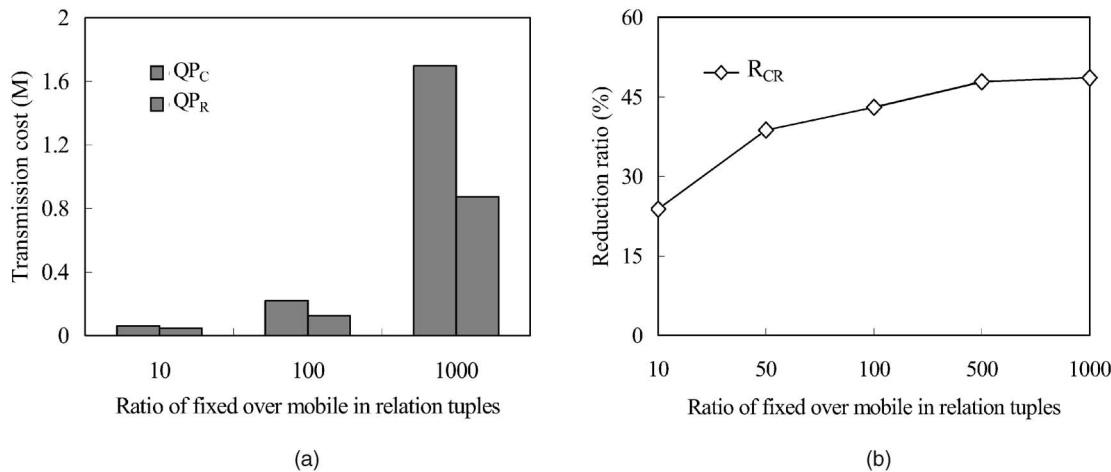 2
1.6
1.2
0.8
0.4
0
Transmission cost (M)
QPC
QPR
10 100 1000
Ratio of fixed over mobile in relation tuples
(a)
60
45
30
15
0
Reduction ratio (%)
RCR
10 50 100 500 1000
Ratio of fixed over mobile in relation tuples
(b)